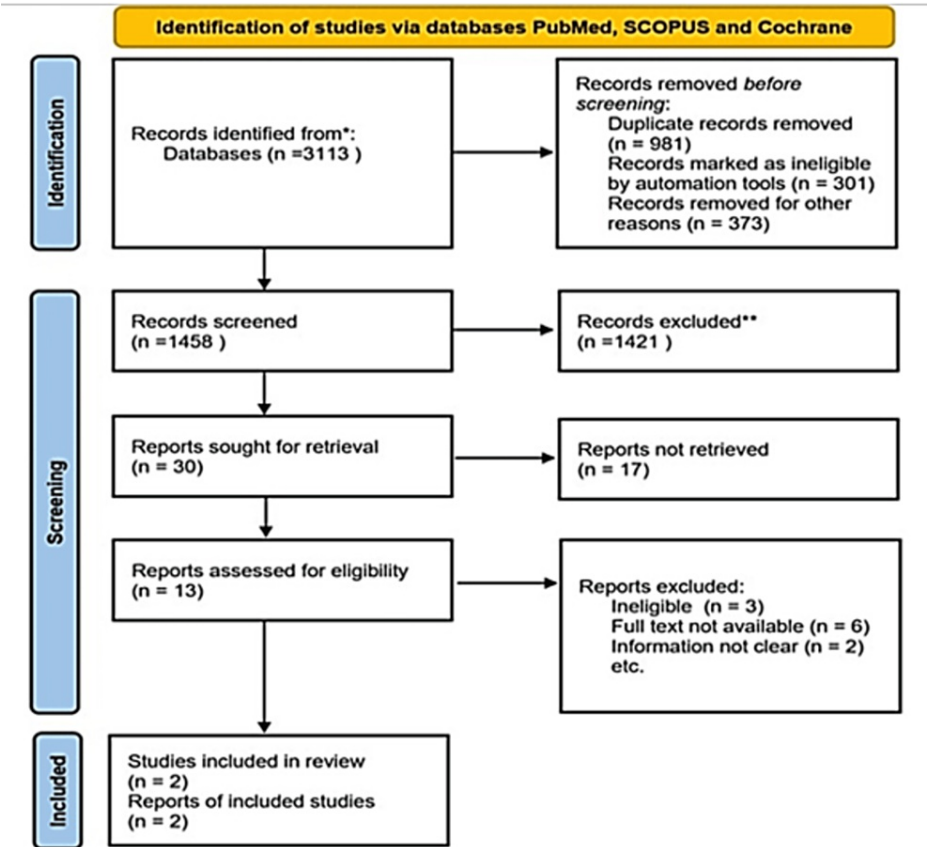 Identification of studies via databases PubMed, SCOPUS and Cochrane
Identification
Records identified from*:
Databases (n =3113 )
Records removed before
screening:
Duplicate records removed
(n = 981)
Records marked as ineligible
by automation tools (n = 301)
Records removed for other
reasons (n = 373)
Screening
Records screened
(n =1458 )
Records excluded**
(n =1421 )
Reports sought for retrieval
(n = 30)
Reports not retrieved
(n = 17)
Reports assessed for eligibility
(n = 13)
Reports excluded:
Ineligible (n = 3)
Full text not available (n = 6)
Information not clear (n = 2)
etc.
Included
Studies included in review
(n = 2)
Reports of included studies
(n = 2)